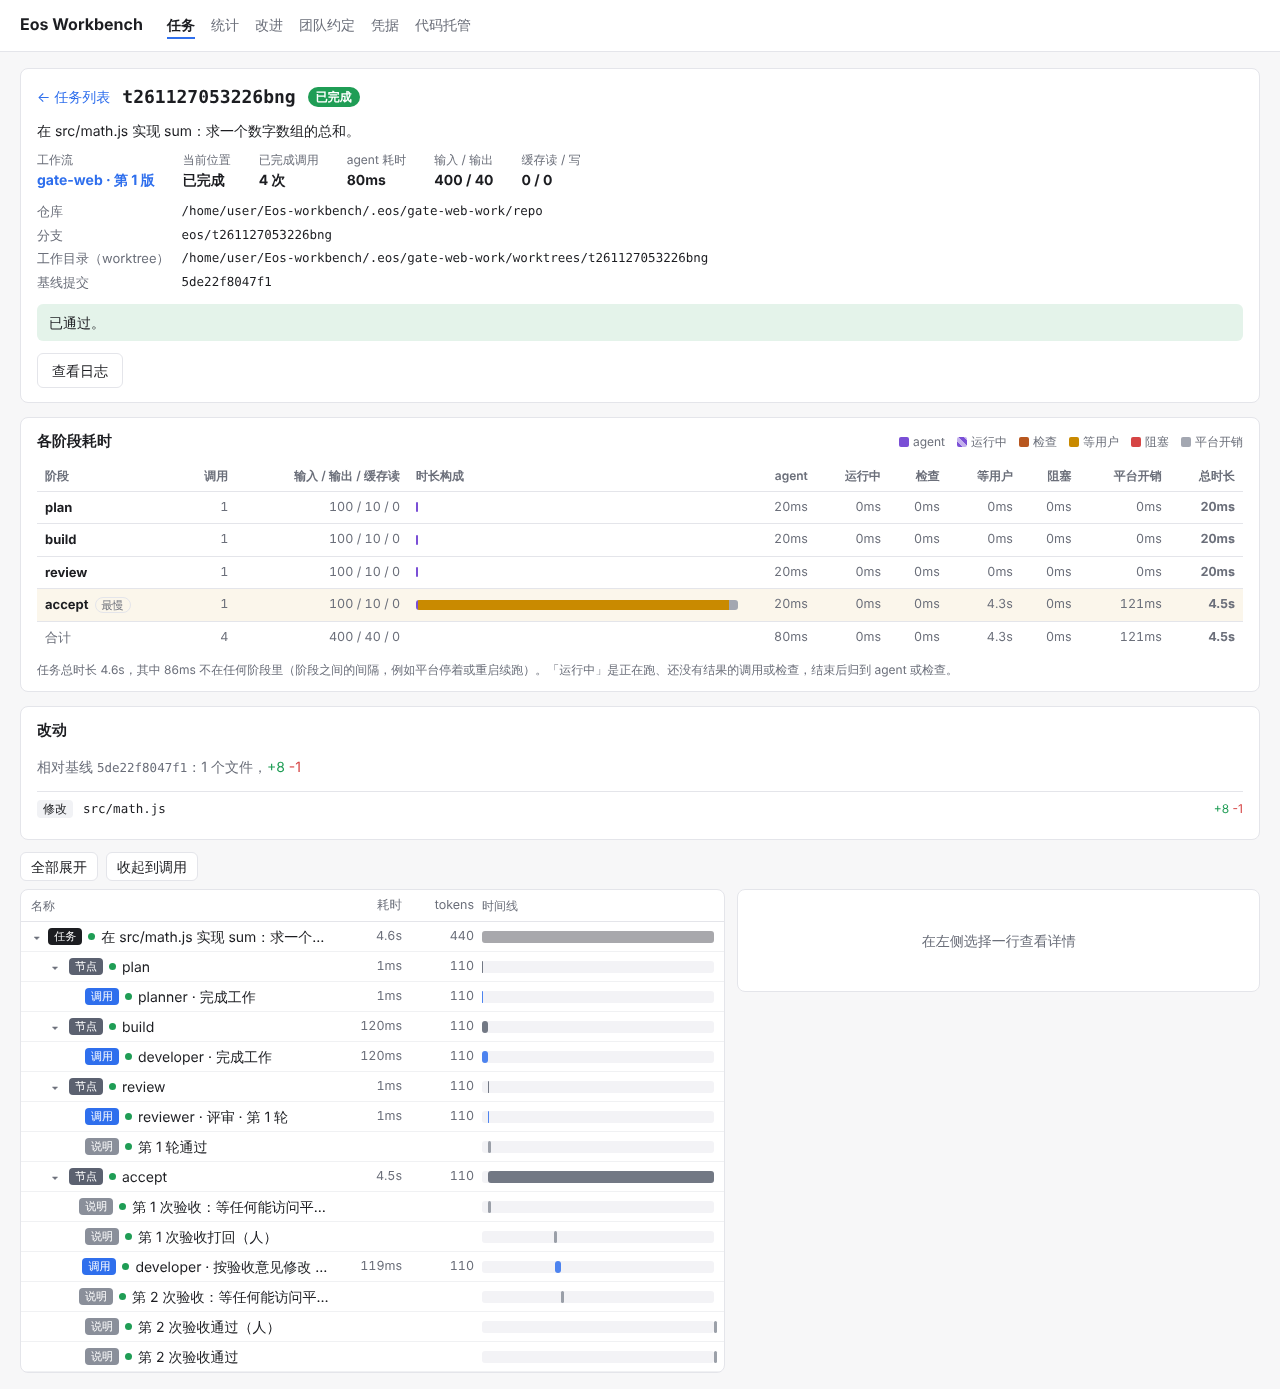 Eos Workbench 任务 统计 改进 团队约定 凭据 代码托管
← 任务列表 t261127053226bng 已完成
在 src/math.js 实现 sum：求一个数字数组的总和。
工作流 当前位置 已完成调用 agent 耗时 输入 / 输出 缓存读 / 写
gate-web · 第 1 版 已完成 4 次 80ms 400 / 40 0 / 0
仓库 /home/user/Eos-workbench/.eos/gate-web-work/repo
分支 eos/t261127053226bng
工作目录（worktree） /home/user/Eos-workbench/.eos/gate-web-work/worktrees/t261127053226bng
基线提交 5de22f8047f1
已通过。
查看日志
各阶段耗时 agent 运行中 检查 等用户 阻塞 平台开销
阶段 调用 输入 / 输出 / 缓存读 时长构成 agent 运行中 检查 等用户 阻塞 平台开销 总时长
plan 1 100 / 10 / 0 20ms 0ms 0ms 0ms 0ms 0ms 20ms
build 1 100 / 10 / 0 20ms 0ms 0ms 0ms 0ms 0ms 20ms
review 1 100 / 10 / 0 20ms 0ms 0ms 0ms 0ms 0ms 20ms
accept 最慢 1 100 / 10 / 0 20ms 0ms 0ms 4.3s 0ms 121ms 4.5s
合计 4 400 / 40 / 0 80ms 0ms 0ms 4.3s 0ms 121ms 4.5s
任务总时长 4.6s，其中 86ms 不在任何阶段里（阶段之间的间隔，例如平台停着或重启续跑）。「运行中」是正在跑、还没有结果的调用或检查，结束后归到 agent 或检查。
改动
相对基线 5de22f8047f1：1 个文件，+8 -1
修改 src/math.js +8 -1
全部展开 收起到调用
名称 耗时 tokens 时间线
任务 在 src/math.js 实现 sum：求一个... 4.6s 440
节点 plan 1ms 110
调用 planner · 完成工作 1ms 110
节点 build 120ms 110
调用 developer · 完成工作 120ms 110
节点 review 1ms 110
调用 reviewer · 评审 · 第 1 轮 1ms 110
说明 第 1 轮通过
节点 accept 4.5s 110
说明 第 1 次验收：等任何能访问平...
说明 第 1 次验收打回（人）
调用 developer · 按验收意见修改 ... 119ms 110
说明 第 2 次验收：等任何能访问平...
说明 第 2 次验收通过（人）
说明 第 2 次验收通过
在左侧选择一行查看详情